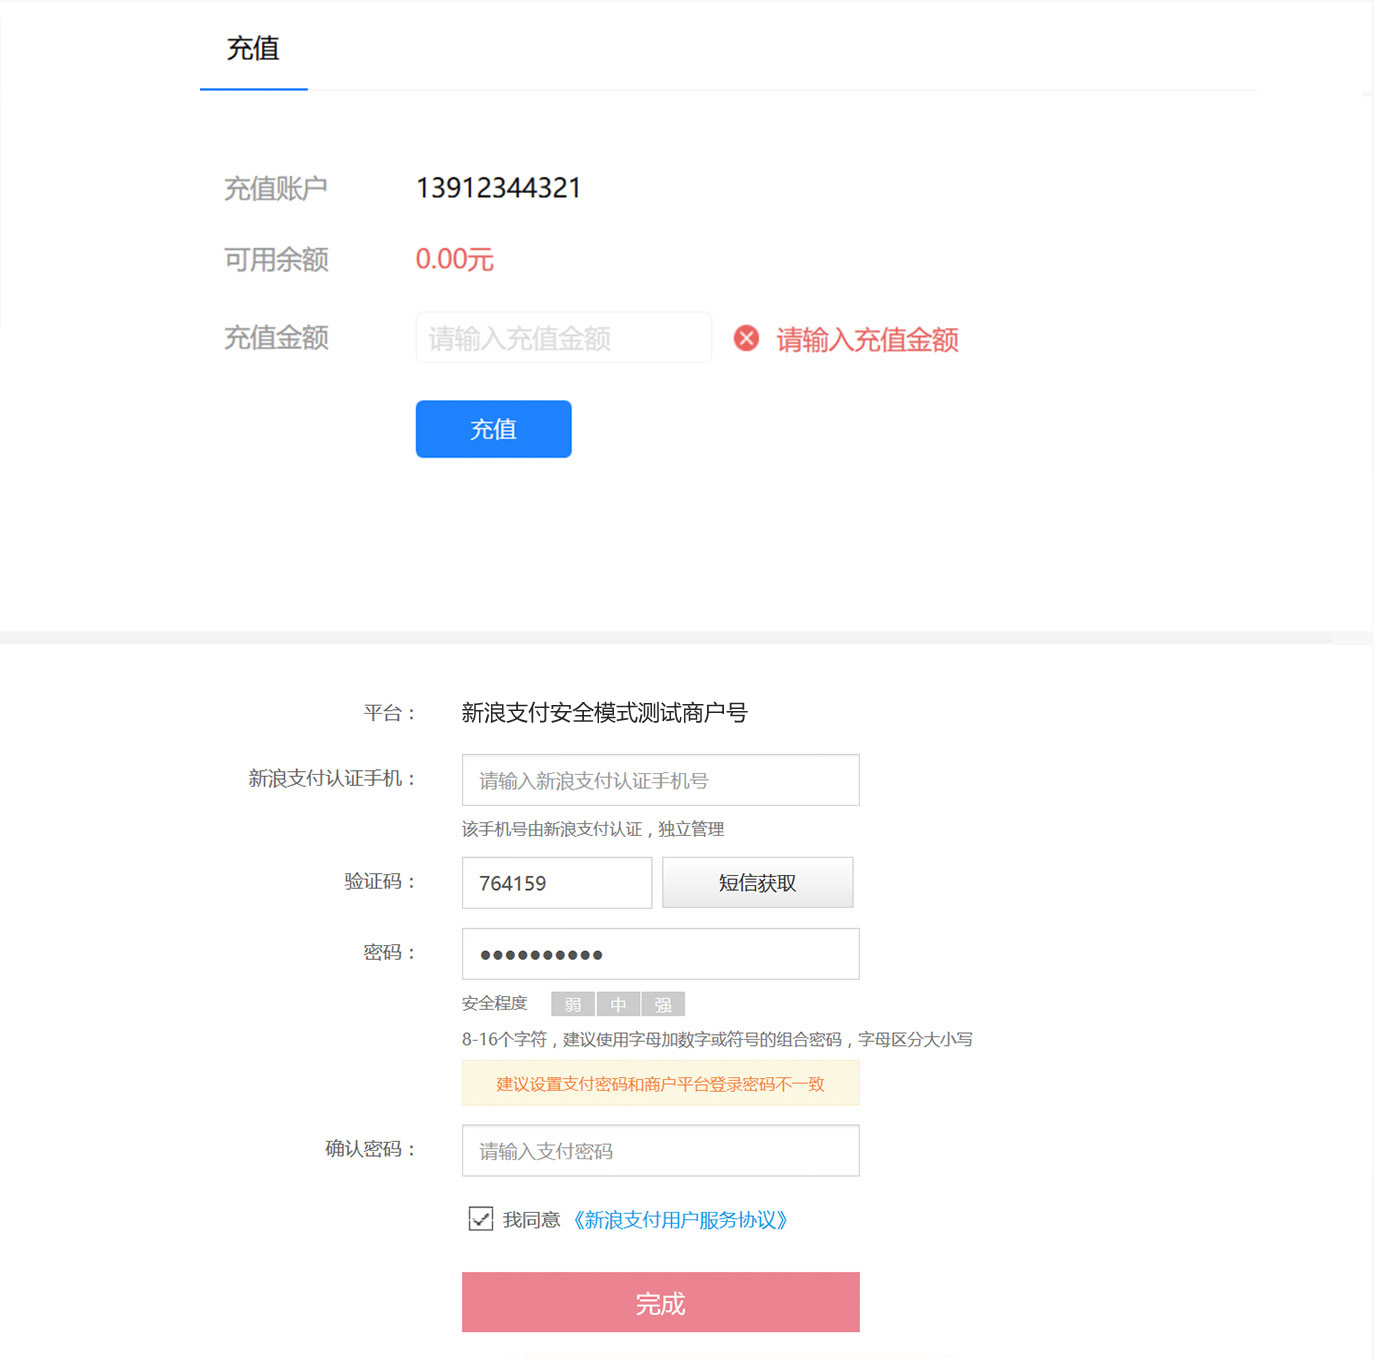 充值
充值账户 13912344321
可用余额 0.00元
充值金额 请输入充值金额 请输入充值金额
充值
平台： 新浪支付安全模式测试商户号
新浪支付认证手机： 请输入新浪支付认证手机号
该手机号由新浪支付认证，独立管理
验证码： 764159 短信获取
密码： ●●●●●●●●●●
安全程度 弱 中 强
8-16个字符，建议使用字母加数字或符号的组合密码，字母区分大小写
建议设置支付密码和商户平台登录密码不一致
确认密码： 请输入支付密码
我同意《新浪支付用户服务协议》
完成